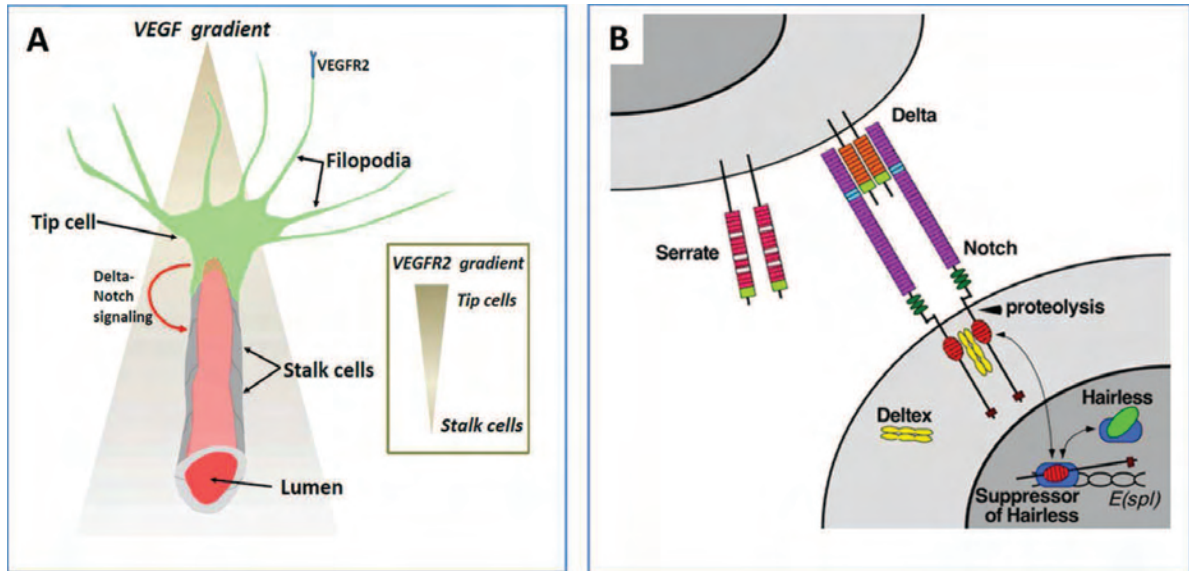 A
VEGF gradient
VEGFR2
Filopodia
Tip cell
Delta-
Notch
signaling
VEGFR2 gradient
Tip cells
Stalk cells
Stalk cells
Lumen
B
Delta
Serrate
Notch
proteolysis
Deltex
Hairless
Suppressor
of Hairless
E(spl)